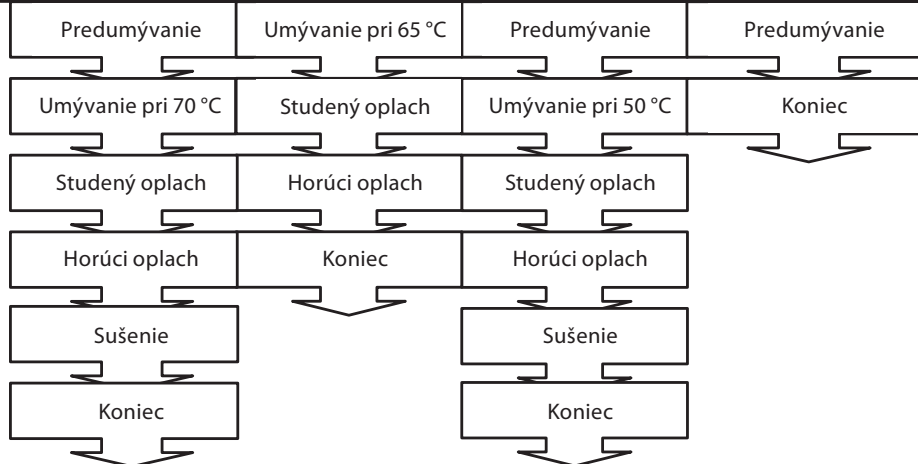 Predumývanie Umývanie pri 65 °C Predumývanie Predumývanie
Umývanie pri 70 °C Studený oplach Umývanie pri 50 °C Koniec
Studený oplach Horúci oplach Studený oplach
Horúci oplach Koniec Horúci oplach
Sušenie Sušenie
Koniec Koniec